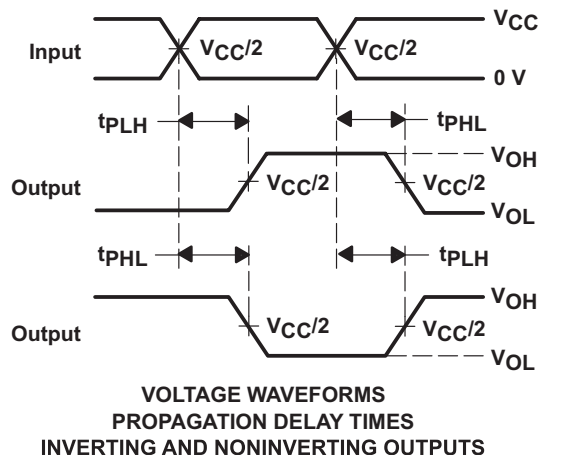 VCC
Input VCC/2 VCC/2
0 V
tPLH tPHL
VOH
Output VCC/2 VCC/2
VOL
tPHL tPLH
VOH
Output VCC/2 VCC/2
VOL
VOLTAGE WAVEFORMS
PROPAGATION DELAY TIMES
INVERTING AND NONINVERTING OUTPUTS